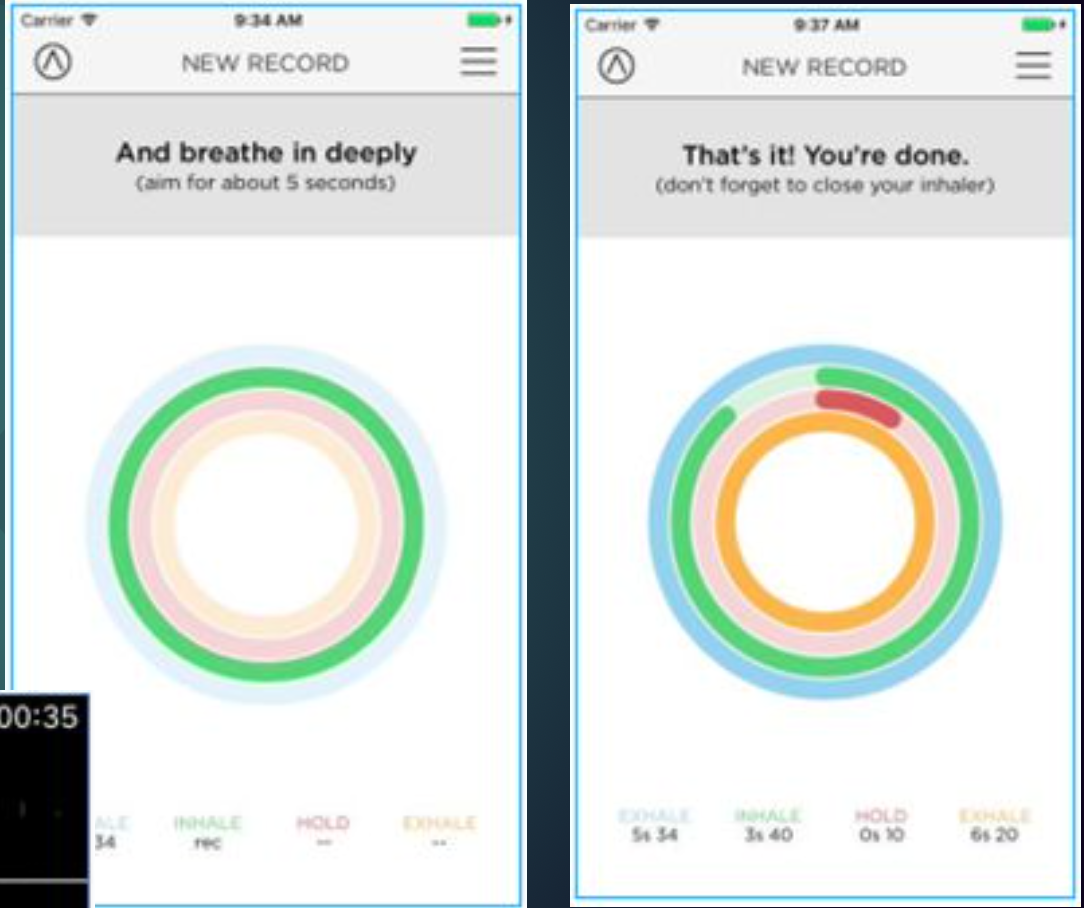 Carrier 9:34 AM
NEW RECORD
And breathe in deeply
(aim for about 5 seconds)
ALE INHALE HOLD EXHALE
34 rec -- --
00:35
Carrier 9:37 AM
NEW RECORD
That's it! You're done.
(don't forget to close your inhaler)
EXHALE INHALE HOLD EXHALE
5s 34 3s 40 0s 10 6s 20